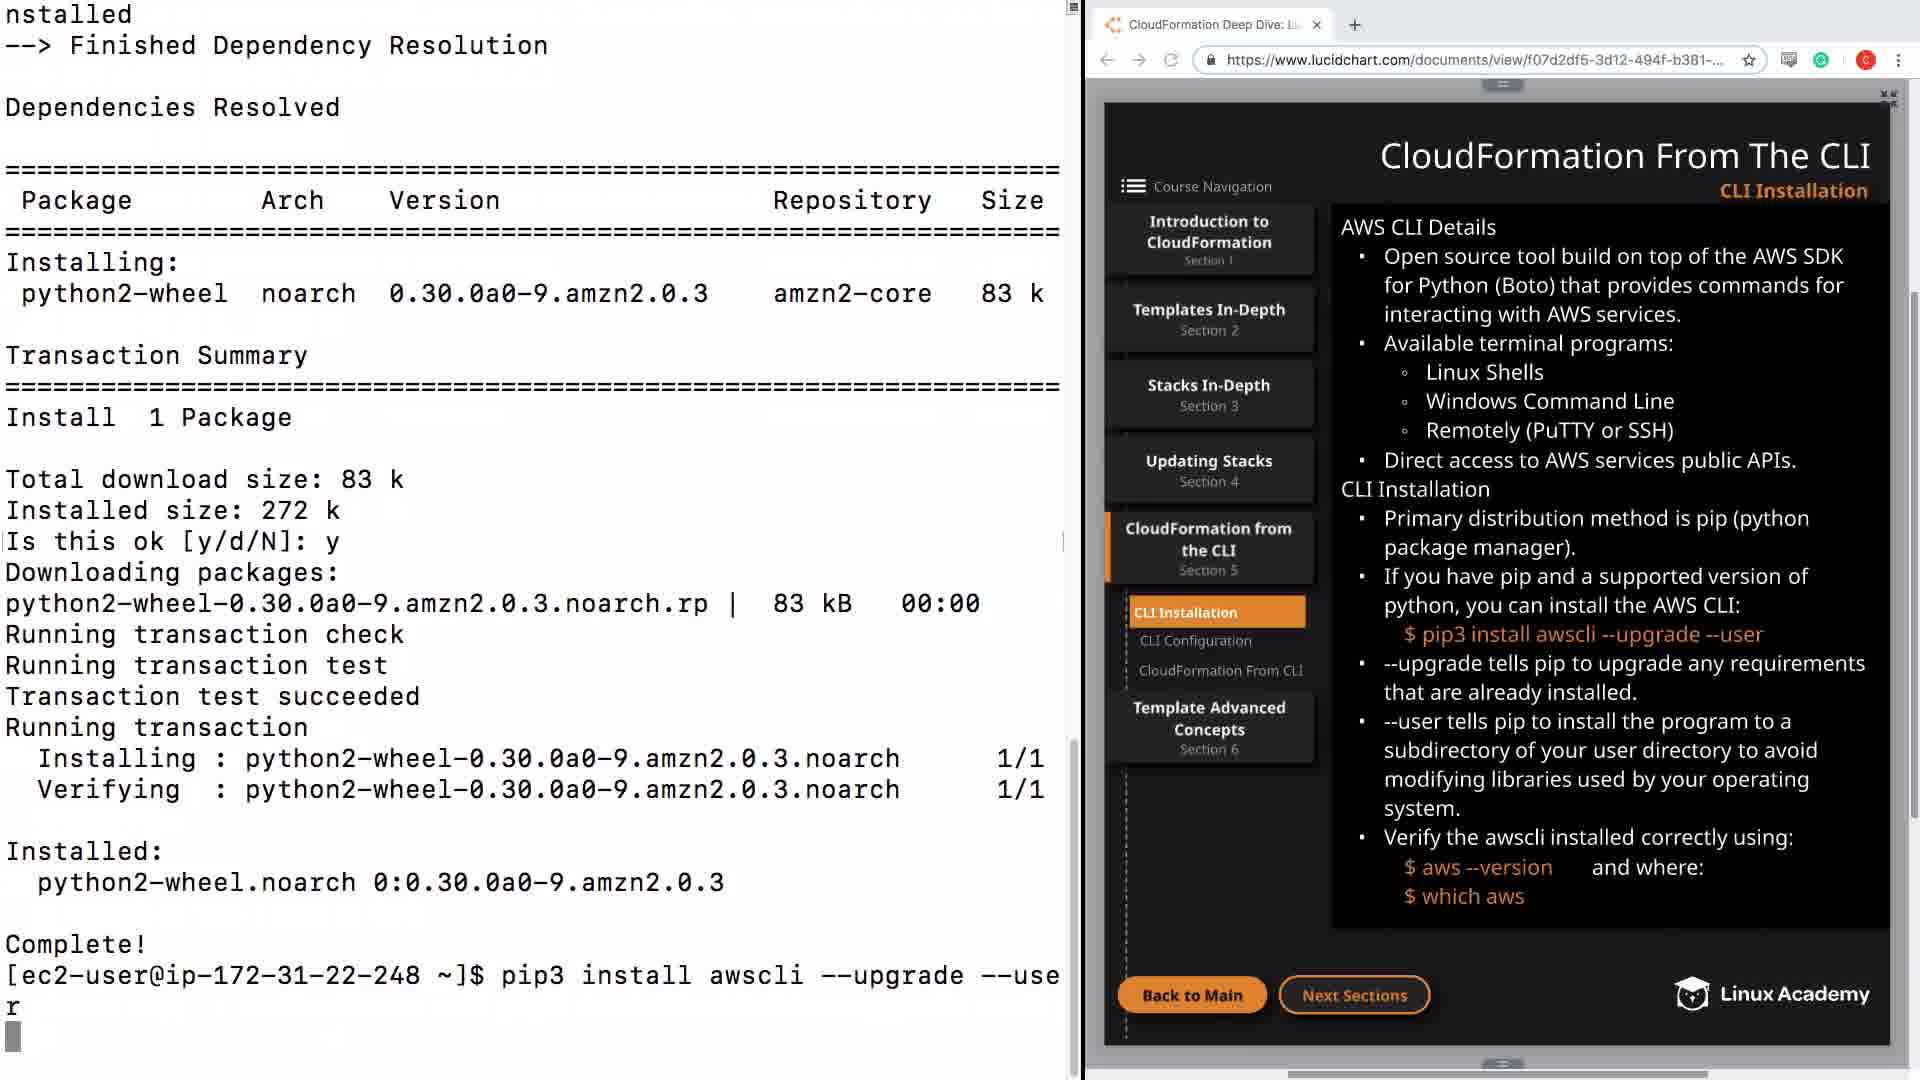 nstalled
--> Finished Dependency Resolution
Dependencies Resolved
================================================================
Package Arch Version Repository Size
================================================================
Installing:
python2-wheel noarch 0.30.0a0-9.amzn2.0.3 amzn2-core 83 k
Transaction Summary
================================================================
Install 1 Package
Total download size: 83 k
Installed size: 272 k
Is this ok [y/d/N]: y
Downloading packages:
python2-wheel-0.30.0a0-9.amzn2.0.3.noarch.rp | 83 kB 00:00
Running transaction check
Running transaction test
Transaction test succeeded
Running transaction
Installing : python2-wheel-0.30.0a0-9.amzn2.0.3.noarch 1/1
Verifying : python2-wheel-0.30.0a0-9.amzn2.0.3.noarch 1/1
Installed:
python2-wheel.noarch 0:0.30.0a0-9.amzn2.0.3
Complete!
[ec2-user@ip-172-31-22-248 ~]$ pip3 install awscli --upgrade --use
r
CloudFormation Deep Dive: Lu
https://www.lucidchart.com/documents/view/f07d2df5-3d12-494f-b381-...
C
CloudFormation From The CLI
CLI Installation
Course Navigation
Introduction to
CloudFormation
Section 1
Templates In-Depth
Section 2
Stacks In-Depth
Section 3
Updating Stacks
Section 4
CloudFormation from
the CLI
Section 5
CLI Installation
CLI Configuration
CloudFormation From CLI
Template Advanced
Concepts
Section 6
AWS CLI Details
• Open source tool build on top of the AWS SDK
for Python (Boto) that provides commands for
interacting with AWS services.
• Available terminal programs:
◦ Linux Shells
◦ Windows Command Line
◦ Remotely (PuTTY or SSH)
• Direct access to AWS services public APIs.
CLI Installation
• Primary distribution method is pip (python
package manager).
• If you have pip and a supported version of
python, you can install the AWS CLI:
$ pip3 install awscli --upgrade --user
• --upgrade tells pip to upgrade any requirements
that are already installed.
• --user tells pip to install the program to a
subdirectory of your user directory to avoid
modifying libraries used by your operating
system.
• Verify the awscli installed correctly using:
$ aws --version and where:
$ which aws
Back to Main
Next Sections
Linux Academy